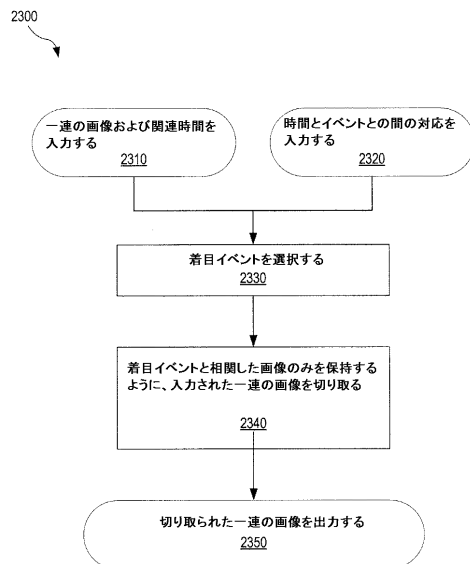 2300
一連の画像および関連時間を
入力する
2310
時間とイベントとの間の対応を
入力する
2320
着目イベントを選択する
2330
着目イベントと相関した画像のみを保持する
ように、入力された一連の画像を切り取る
2340
切り取られた一連の画像を出力する
2350